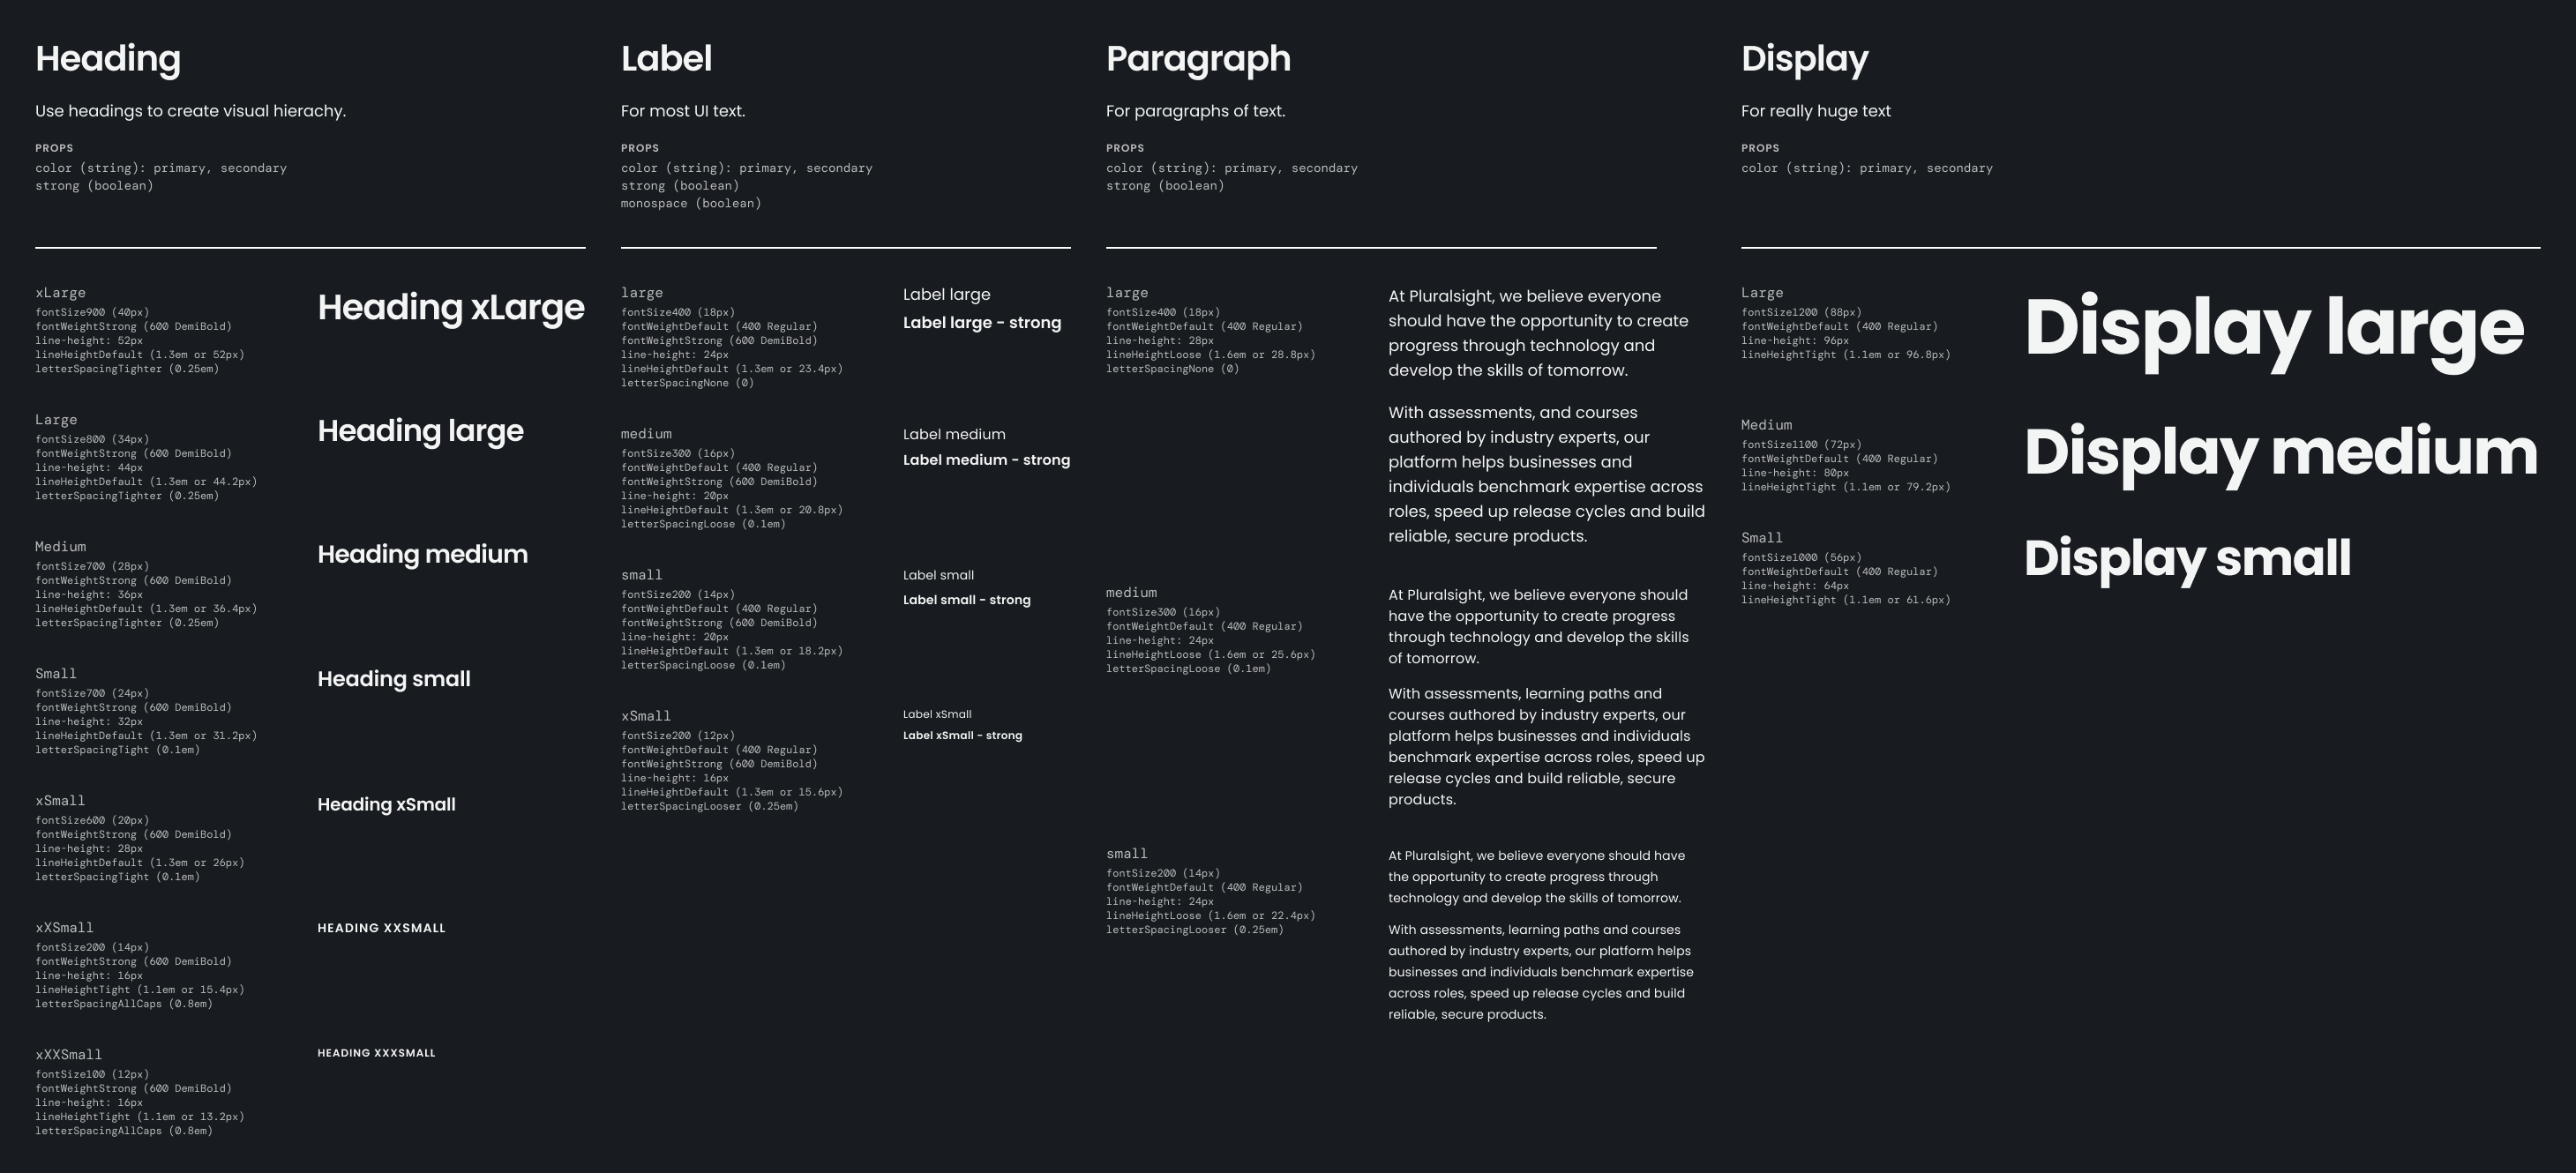 Heading
Use headings to create visual hierachy.
PROPS
color (string): primary, secondary
strong (boolean)
xLarge
fontSize900 (40px)
fontWeightStrong (600 DemiBold)
line-height: 52px
lineHeightDefault (1.3em or 52px)
letterSpacingTighter (0.25em)
Heading xLarge
Large
fontSize800 (34px)
fontWeightStrong (600 DemiBold)
line-height: 44px
lineHeightDefault (1.3em or 44.2px)
letterSpacingTighter (0.25em)
Heading large
Medium
fontSize700 (28px)
fontWeightStrong (600 DemiBold)
line-height: 36px
lineHeightDefault (1.3em or 36.4px)
letterSpacingTighter (0.25em)
Heading medium
Small
fontSize700 (24px)
fontWeightStrong (600 DemiBold)
line-height: 32px
lineHeightDefault (1.3em or 31.2px)
letterSpacingTight (0.1em)
Heading small
xSmall
fontSize600 (20px)
fontWeightStrong (600 DemiBold)
line-height: 28px
lineHeightDefault (1.3em or 26px)
letterSpacingTight (0.1em)
Heading xSmall
xXSmall
fontSize200 (14px)
fontWeightStrong (600 DemiBold)
line-height: 16px
lineHeightTight (1.1em or 15.4px)
letterSpacingAllCaps (0.8em)
HEADING XXSMALL
xXXSmall
fontSize100 (12px)
fontWeightStrong (600 DemiBold)
line-height: 16px
lineHeightTight (1.1em or 13.2px)
letterSpacingAllCaps (0.8em)
HEADING XXXSMALL
Label
For most UI text.
PROPS
color (string): primary, secondary
strong (boolean)
monospace (boolean)
large
fontSize400 (18px)
fontWeightDefault (400 Regular)
fontWeightStrong (600 DemiBold)
line-height: 24px
lineHeightDefault (1.3em or 23.4px)
letterSpacingNone (0)
Label large
Label large - strong
medium
fontSize300 (16px)
fontWeightDefault (400 Regular)
fontWeightStrong (600 DemiBold)
line-height: 20px
lineHeightDefault (1.3em or 20.8px)
letterSpacingLoose (0.1em)
Label medium
Label medium - strong
small
fontSize200 (14px)
fontWeightDefault (400 Regular)
fontWeightStrong (600 DemiBold)
line-height: 20px
lineHeightDefault (1.3em or 18.2px)
letterSpacingLoose (0.1em)
Label small
Label small - strong
xSmall
fontSize200 (12px)
fontWeightDefault (400 Regular)
fontWeightStrong (600 DemiBold)
line-height: 16px
lineHeightDefault (1.3em or 15.6px)
letterSpacingLooser (0.25em)
Label xSmall
Label xSmall - strong
Paragraph
For paragraphs of text.
PROPS
color (string): primary, secondary
strong (boolean)
large
fontSize400 (18px)
fontWeightDefault (400 Regular)
line-height: 28px
lineHeightLoose (1.6em or 28.8px)
letterSpacingNone (0)
At Pluralsight, we believe everyone
should have the opportunity to create
progress through technology and
develop the skills of tomorrow.
With assessments, and courses
authored by industry experts, our
platform helps businesses and
individuals benchmark expertise across
roles, speed up release cycles and build
reliable, secure products.
medium
fontSize300 (16px)
fontWeightDefault (400 Regular)
line-height: 24px
lineHeightLoose (1.6em or 25.6px)
letterSpacingLoose (0.1em)
At Pluralsight, we believe everyone should
have the opportunity to create progress
through technology and develop the skills
of tomorrow.
With assessments, learning paths and
courses authored by industry experts, our
platform helps businesses and individuals
benchmark expertise across roles, speed up
release cycles and build reliable, secure
products.
small
fontSize200 (14px)
fontWeightDefault (400 Regular)
line-height: 24px
lineHeightLoose (1.6em or 22.4px)
letterSpacingLooser (0.25em)
At Pluralsight, we believe everyone should have
the opportunity to create progress through
technology and develop the skills of tomorrow.
With assessments, learning paths and courses
authored by industry experts, our platform helps
businesses and individuals benchmark expertise
across roles, speed up release cycles and build
reliable, secure products.
Display
For really huge text
PROPS
color (string): primary, secondary
Large
fontSize1200 (88px)
fontWeightDefault (400 Regular)
line-height: 96px
lineHeightTight (1.1em or 96.8px)
Display large
Medium
fontSize1100 (72px)
fontWeightDefault (400 Regular)
line-height: 80px
lineHeightTight (1.1em or 79.2px)
Display medium
Small
fontSize1000 (56px)
fontWeightDefault (400 Regular)
line-height: 64px
lineHeightTight (1.1em or 61.6px)
Display small